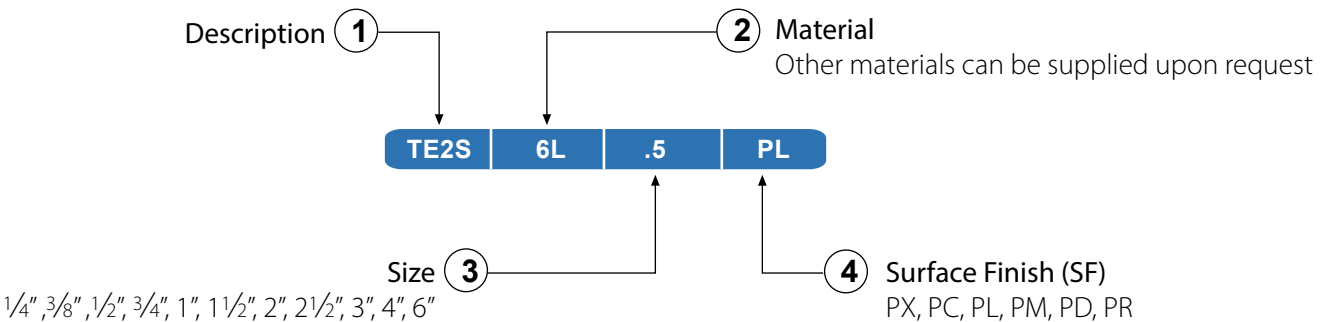 Description 1
2 Material
Other materials can be supplied upon request
TE2S 6L .5 PL
Size 3
1⁄4",3⁄8",1⁄2", 3⁄4", 1", 11⁄2", 2", 21⁄2", 3", 4", 6"
4 Surface Finish (SF)
PX, PC, PL, PM, PD, PR